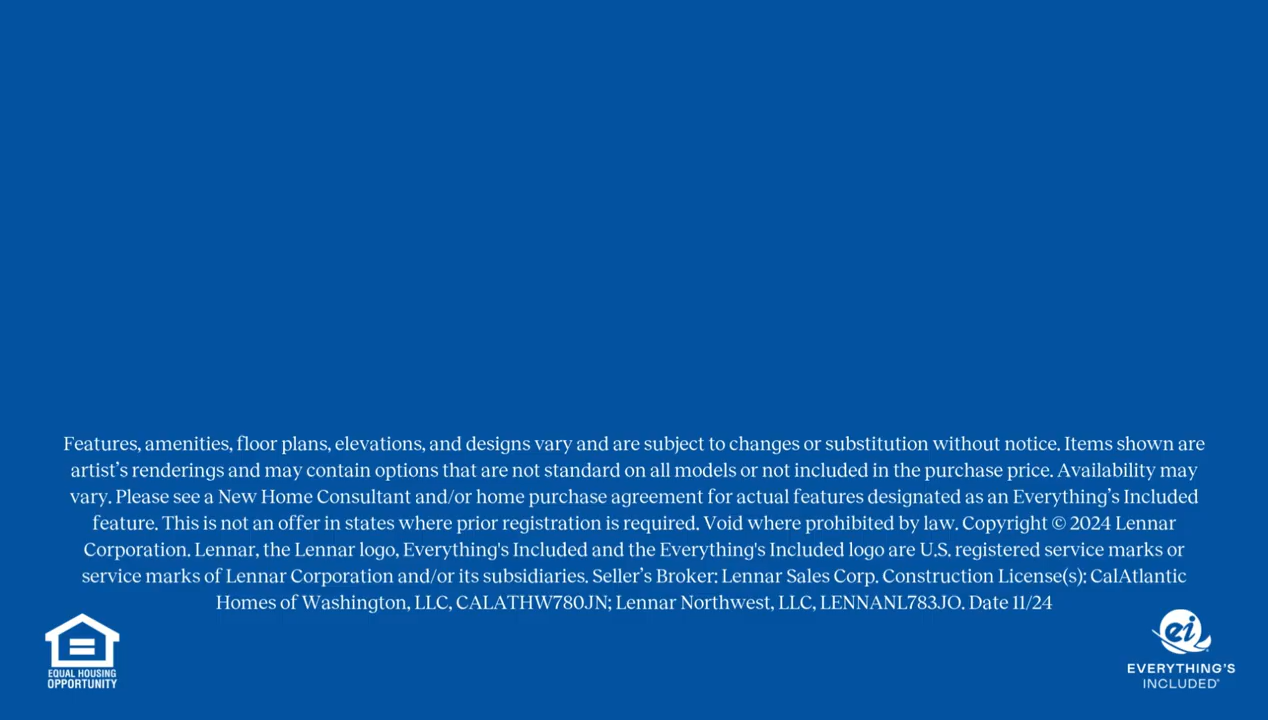 Features, amenities, floor plans, elevations, and designs vary and are subject to changes or substitution without notice. Items shown are
artist’s renderings and may contain options that are not standard on all models or not included in the purchase price. Availability may
vary. Please see a New Home Consultant and/or home purchase agreement for actual features designated as an Everything’s Included
feature. This is not an offer in states where prior registration is required. Void where prohibited by law. Copyright © 2024 Lennar
Corporation. Lennar, the Lennar logo, Everything's Included and the Everything's Included logo are U.S. registered service marks or
service marks of Lennar Corporation and/or its subsidiaries. Seller’s Broker: Lennar Sales Corp. Construction License(s): CalAtlantic
Homes of Washington, LLC, CALATHW780JN; Lennar Northwest, LLC, LENNANL783JO. Date 11/24
EQUAL HOUSING
OPPORTUNITY
ei
EVERYTHING'S
INCLUDED®